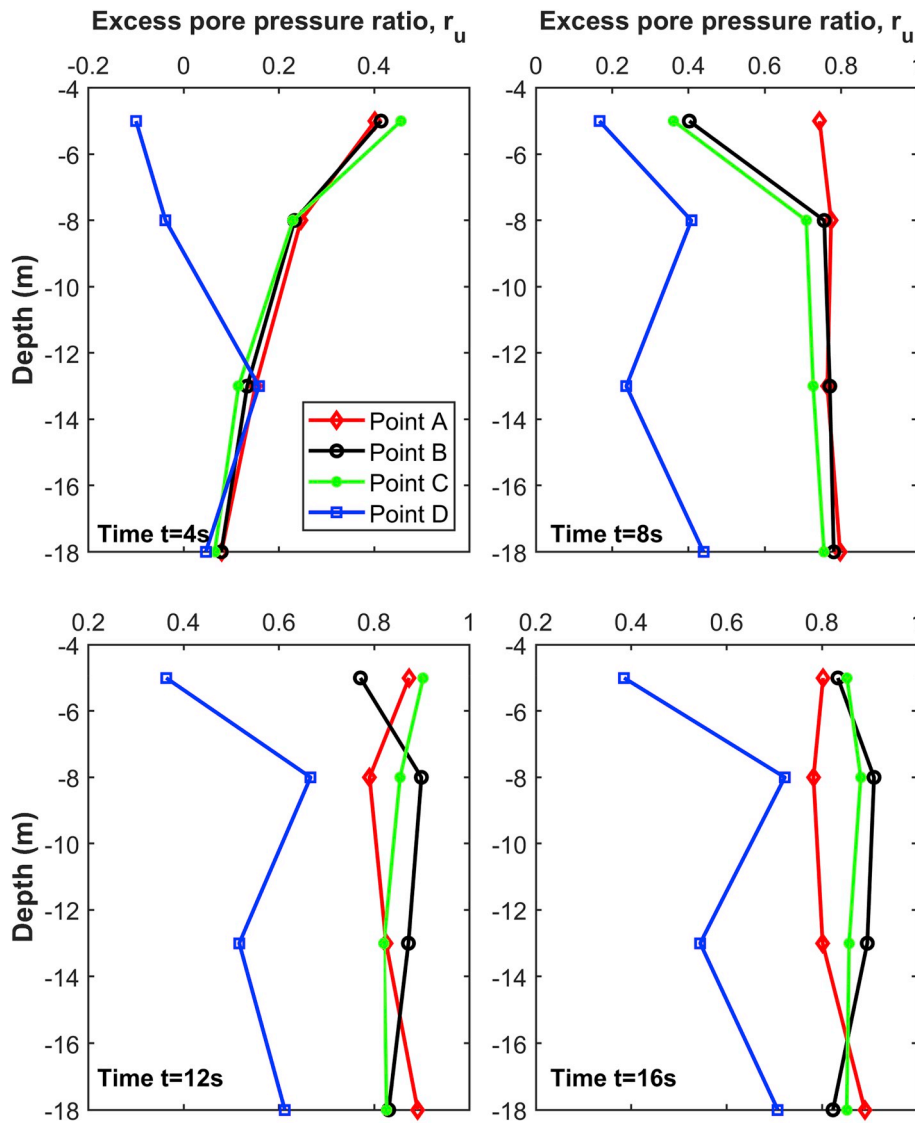 Excess pore pressure ratio, r_u
Excess pore pressure ratio, r_u
-0.2 0 0.2 0.4
0 0.2 0.4 0.6 0.8 1
-4
-6
-8
-10
-12
-14
-16
-18
Depth (m)
Point A
Point B
Point C
Point D
Time t=4s
-4
-6
-8
-10
-12
-14
-16
-18
Time t=8s
0.2 0.4 0.6 0.8 1
0.2 0.4 0.6 0.8 1
-4
-6
-8
-10
-12
-14
-16
-18
Depth (m)
Time t=12s
-4
-6
-8
-10
-12
-14
-16
-18
Time t=16s